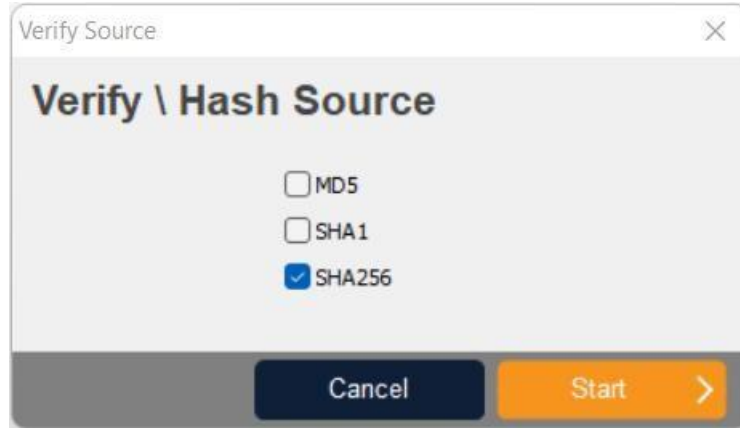 Verify Source
Verify \ Hash Source
MD5
SHA1
SHA256
Cancel Start